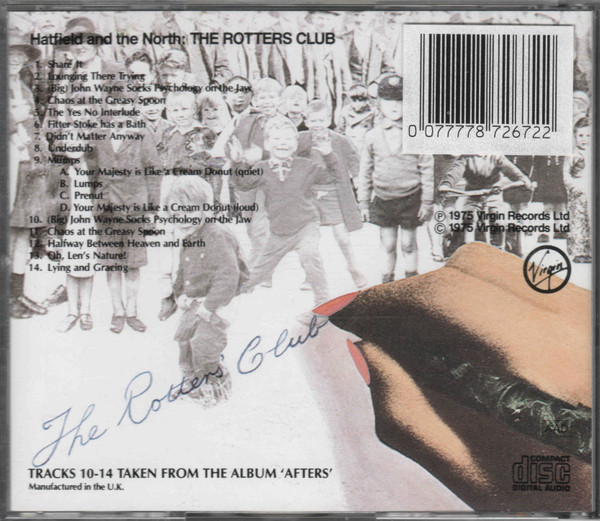 Hatfield and the North: THE ROTTERS CLUB
1. Share It
2. Lounging There Trying
3. (Big) John Wayne Socks Psychology on the Jaw
4. Chaos at the Greasy Spoon
5. The Yes No Interlude
6. Fitter Stoke has a Bath
7. Didn't Matter Anyway
8. Underdub
9. Mumps
A. Your Majesty is Like a Cream Donut (quiet)
B. Lumps
C. Prenut
D. Your Majesty is Like a Cream Donut (loud)
10. (Big) John Wayne Socks Psychology on the Jaw
11. Chaos at the Greasy Spoon
12. Halfway Between Heaven and Earth
13. Oh, Len's Nature!
14. Lying and Gracing
0 077778 726722
℗ 1975 Virgin Records Ltd
© 1975 Virgin Records Ltd
Virgin
The Rotters' Club
TRACKS 10-14 TAKEN FROM THE ALBUM 'AFTERS'
Manufactured in the U.K.
COMPACT
disc
DIGITAL AUDIO